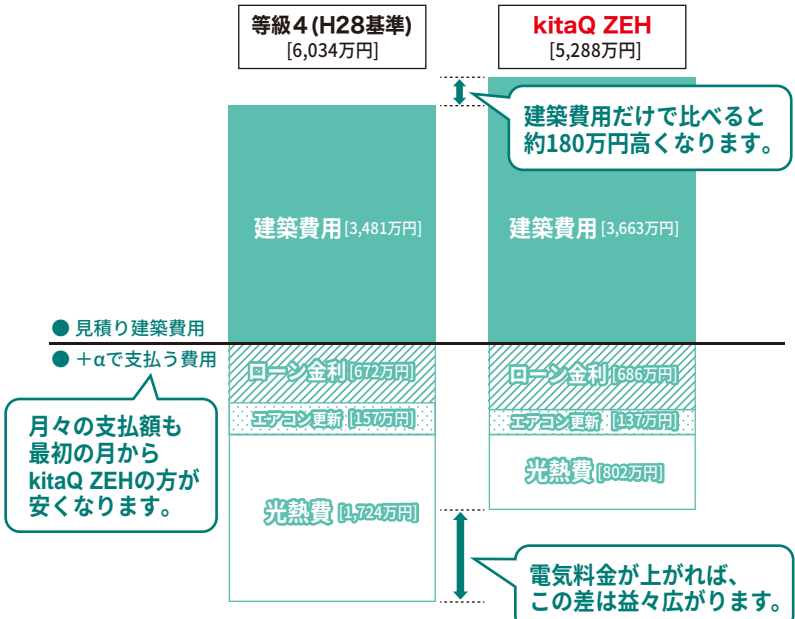 等級４(H28基準)
[6,034万円]
kitaQ ZEH
[5,288万円]
建築費用だけで比べると
約180万円高くなります。
建築費用[3,481万円]
建築費用[3,663万円]
● 見積り建築費用
● ＋αで支払う費用
ローン金利[672万円]
ローン金利[686万円]
エアコン更新 [157万円]
エアコン更新 [137万円]
月々の支払額も
最初の月から
kitaQ ZEHの方が
安くなります。
光熱費[802万円]
光熱費 [1,724万円]
電気料金が上がれば、
この差は益々広がります。